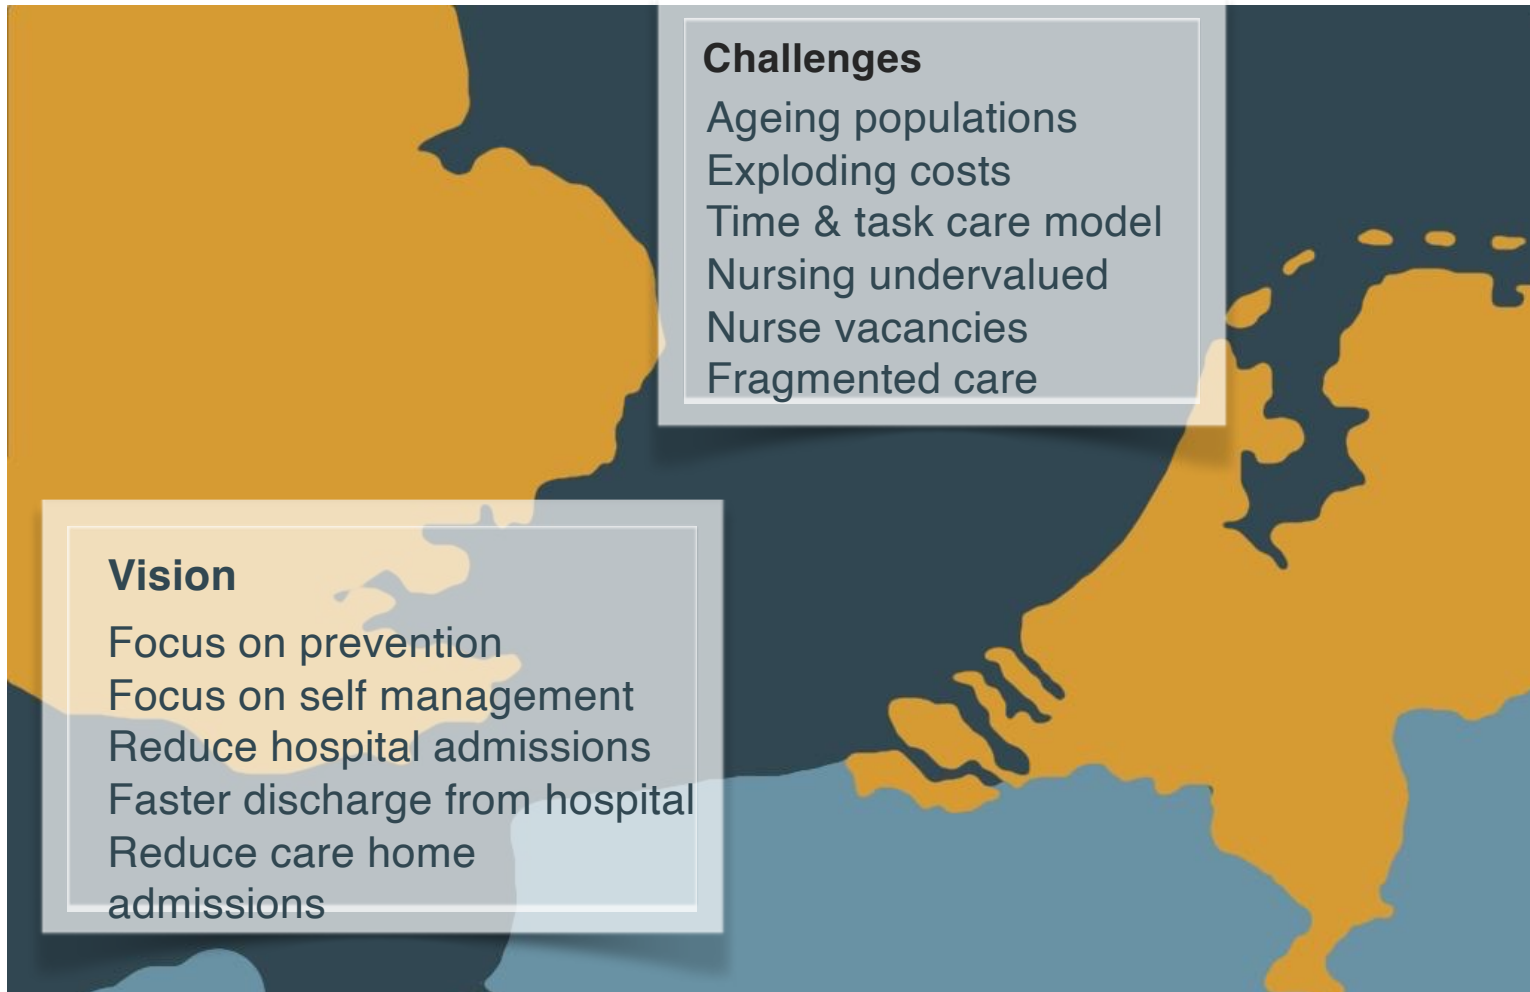 Challenges
Ageing populations
Exploding costs
Time & task care model
Nursing undervalued
Nurse vacancies
Fragmented care
Vision
Focus on prevention
Focus on self management
Reduce hospital admissions
Faster discharge from hospital
Reduce care home
admissions